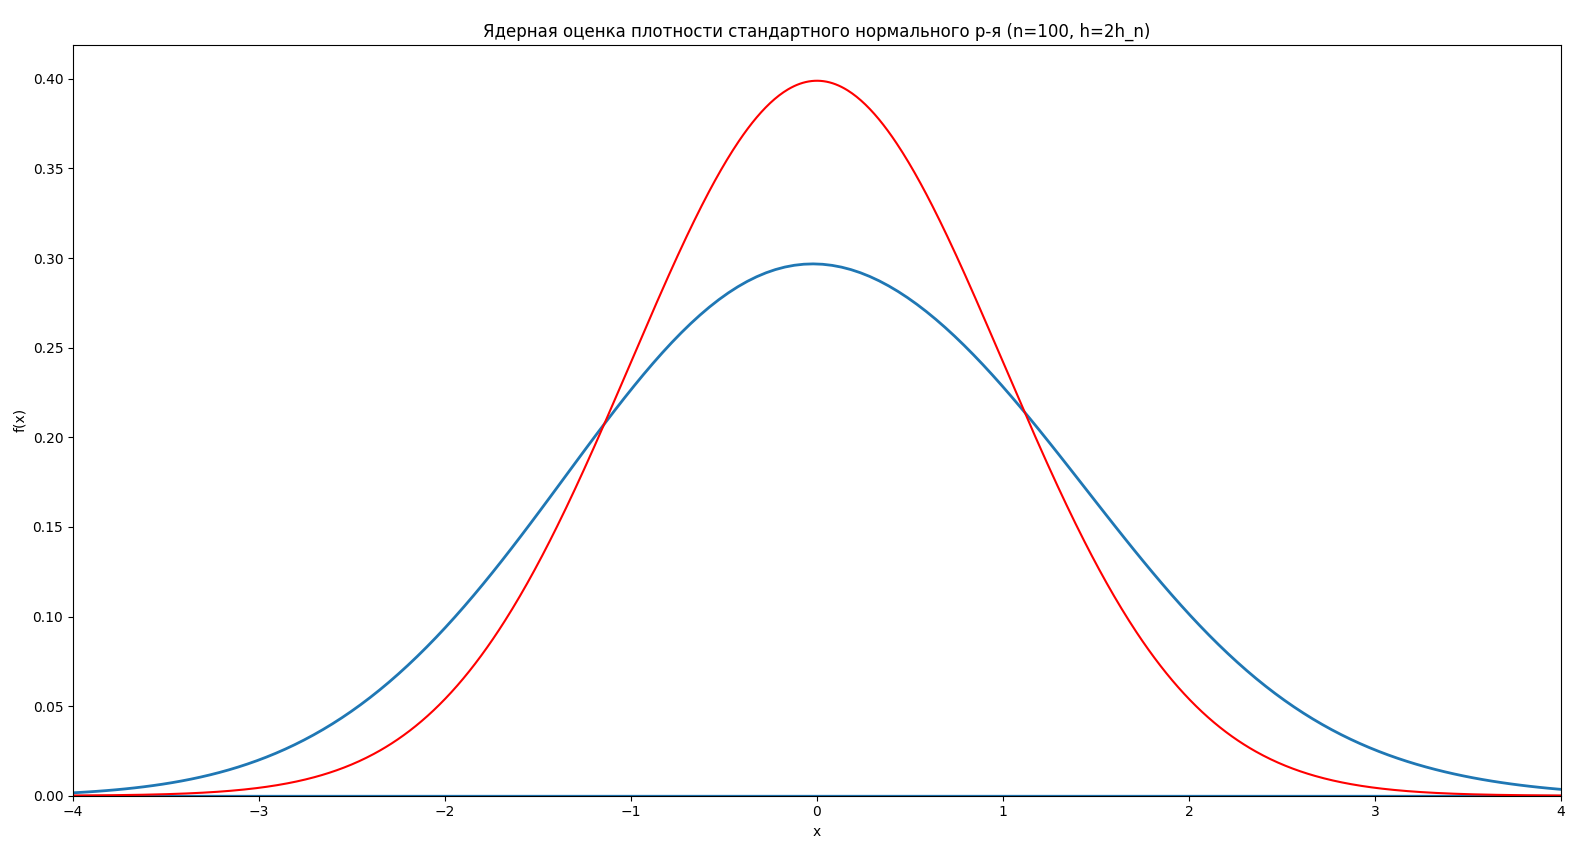 Ядерная оценка плотности стандартного нормального р-я (n=100, h=2h_n)
0.40
0.35
0.30
0.25
0.20
0.15
0.10
0.05
0.00
f(x)
−4 −3 −2 −1 0 1 2 3 4
x